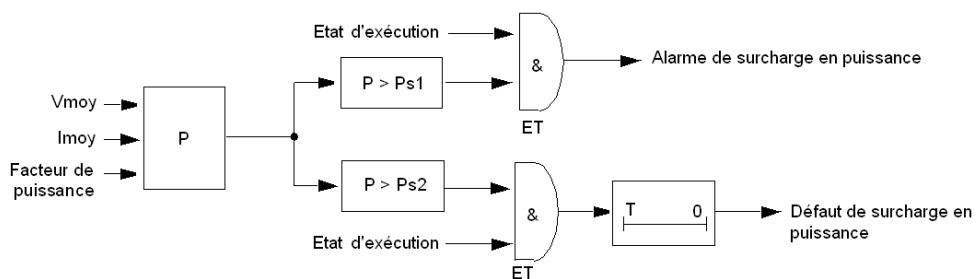 Etat d'exécution
Alarme de surcharge en puissance
&
P > Ps1
Vmoy
ET
Imoy
P
Facteur de
puissance
P > Ps2
&
T 0
Défaut de surcharge en
puissance
Etat d'exécution
ET